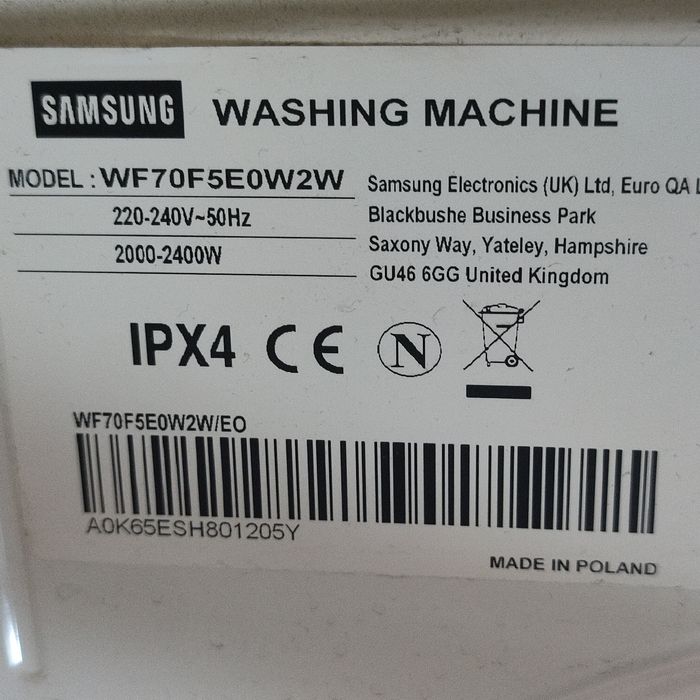 SAMSUNG WASHING MACHINE
MODEL : WF70F5E0W2W
220-240V~50Hz
2000-2400W
Samsung Electronics (UK) Ltd, Euro QA
Blackbushe Business Park
Saxony Way, Yateley, Hampshire
GU46 6GG United Kingdom
IPX4 CE N
WF70F5E0W2W/EO
A0K65ESH801205Y
MADE IN POLAND